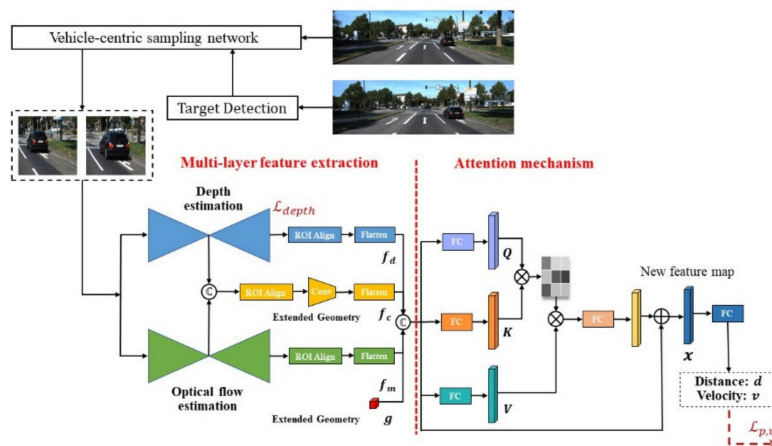 Vehicle-centric sampling network
Target Detection
Multi-layer feature extraction
Attention mechanism
Depth
estimation
ℒdepth
ROI Align
Flatten
fd
C
ROI Align
Conv
Flatten
Extended Geometry
fc
C
ROI Align
Flatten
Optical flow
estimation
fm
Extended Geometry
g
FC
Q
FC
K
FC
V
FC
New feature map
x
FC
Distance: d
Velocity: v